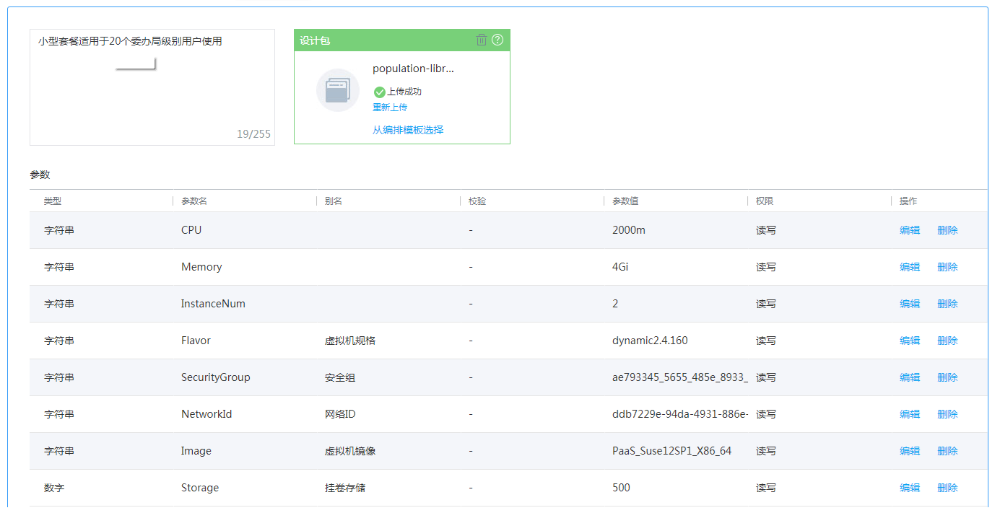 小型套餐适用于20个委办局级别用户使用
19/255
设计包
population-libr...
上传成功
重新上传
从编排模板选择
参数
类型 参数名 别名 校验 参数值 权限 操作
字符串 CPU - 2000m 读写 编辑 删除
字符串 Memory - 4Gi 读写 编辑 删除
字符串 InstanceNum - 2 读写 编辑 删除
字符串 Flavor 虚拟机规格 - dynamic2.4.160 读写 编辑 删除
字符串 SecurityGroup 安全组 - ae793345_5655_485e_8933_ 读写 编辑 删除
字符串 NetworkId 网络ID - ddb7229e-94da-4931-886e- 读写 编辑 删除
字符串 Image 虚拟机镜像 - PaaS_Suse12SP1_X86_64 读写 编辑 删除
数字 Storage 挂卷存储 - 500 读写 编辑 删除